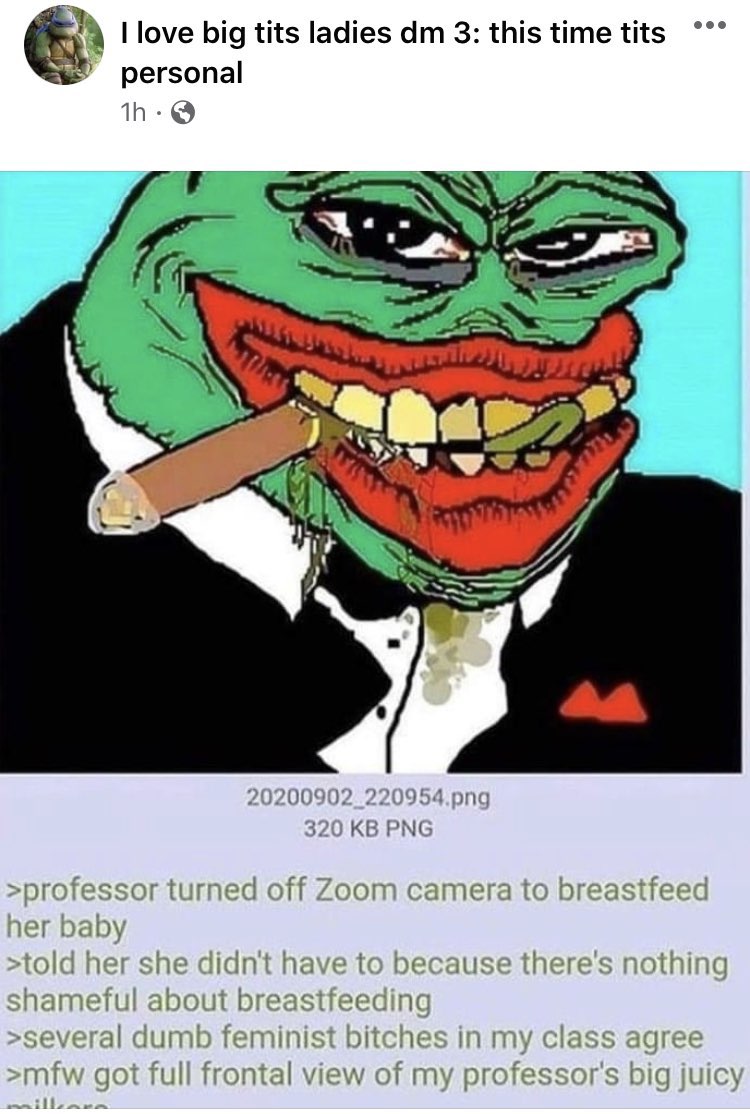 I love big tits ladies dm 3: this time tits
personal
1h ·
20200902_220954.png
320 KB PNG
>professor turned off Zoom camera to breastfeed
her baby
>told her she didn't have to because there's nothing
shameful about breastfeeding
>several dumb feminist bitches in my class agree
>mfw got full frontal view of my professor's big juicy